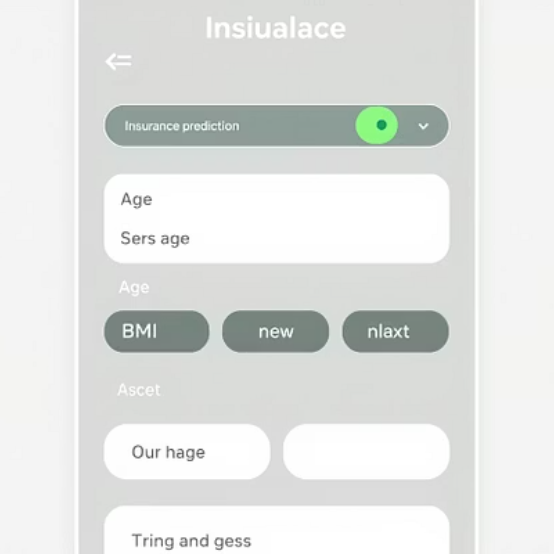 Insiualace
Insurance prediction
Age
Sers age
Age
BMI new nlaxt
Ascet
Our hage
Tring and gess